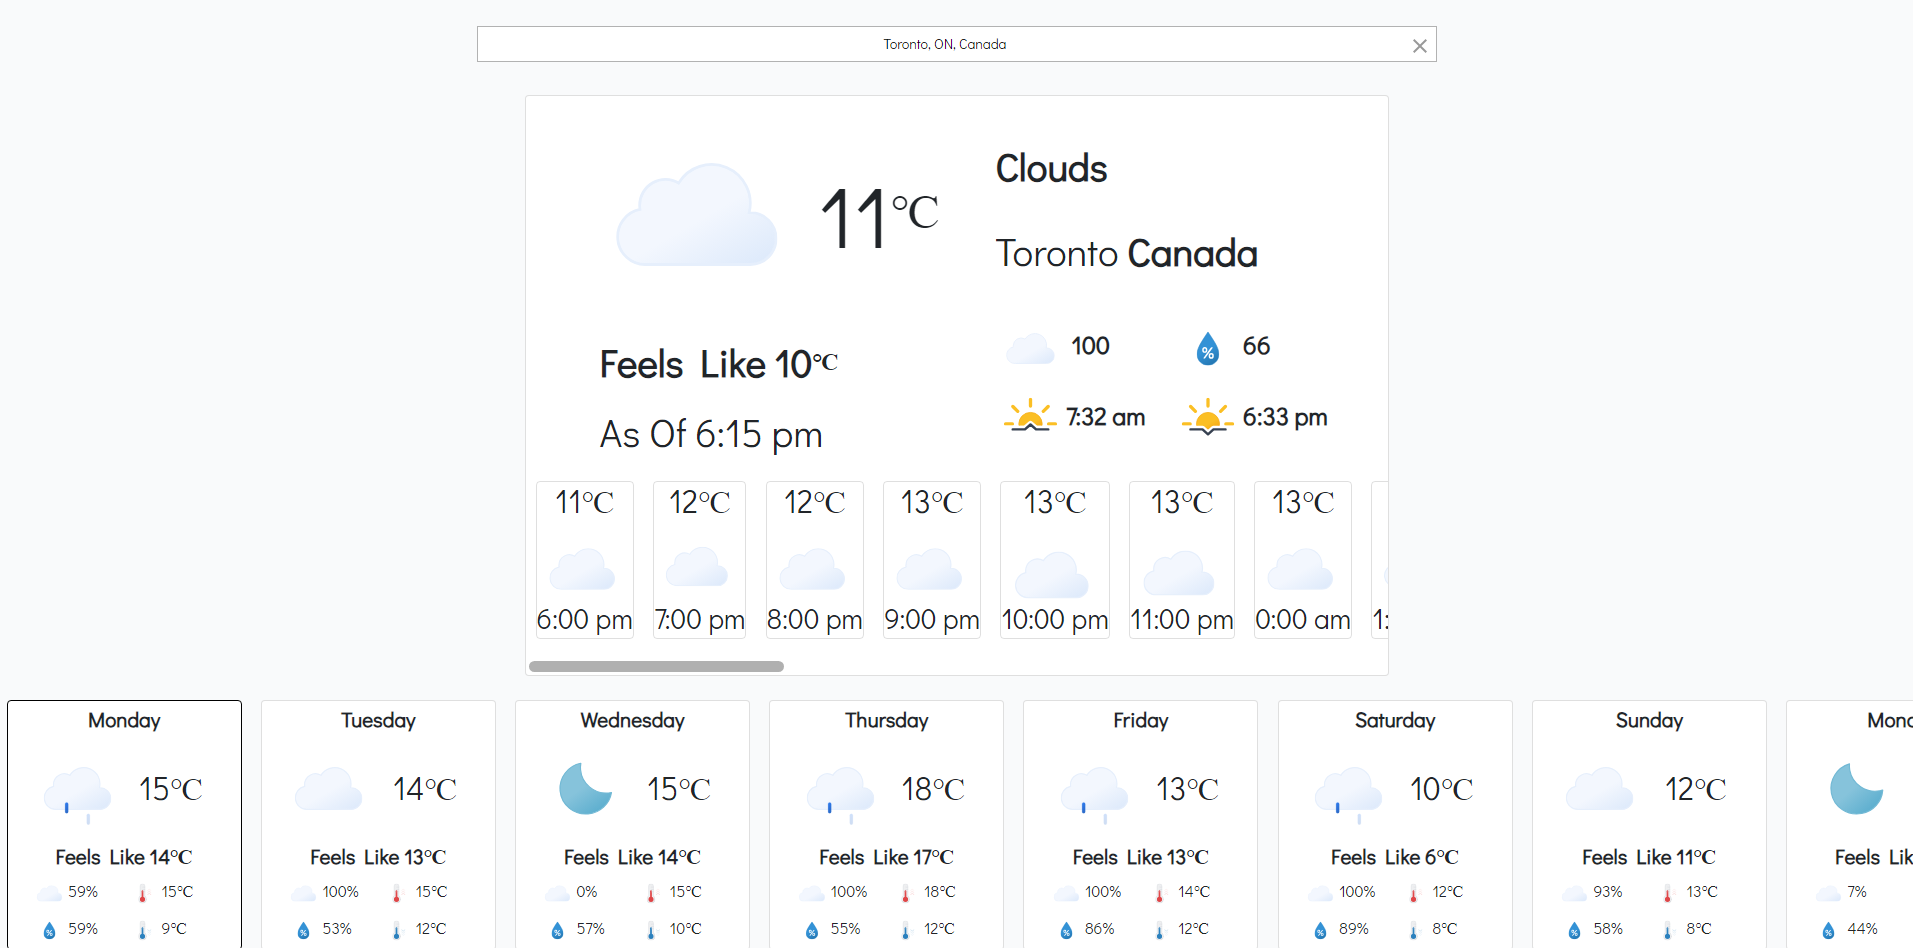 Toronto, ON, Canada
11°C
Clouds
Toronto Canada
Feels Like 10°C
As Of 6:15 pm
100
% 66
7:32 am
6:33 pm
11°C 12°C 12°C 13°C 13°C 13°C 13°C
6:00 pm 7:00 pm 8:00 pm 9:00 pm 10:00 pm 11:00 pm 0:00 am 1:
Monday
15°C
Feels Like 14°C
59% 15°C
% 59% 9°C
Tuesday
14°C
Feels Like 13°C
100% 15°C
% 53% 12°C
Wednesday
15°C
Feels Like 14°C
0% 15°C
% 57% 10°C
Thursday
18°C
Feels Like 17°C
100% 18°C
% 55% 12°C
Friday
13°C
Feels Like 13°C
100% 14°C
% 86% 12°C
Saturday
10°C
Feels Like 6°C
100% 12°C
% 89% 8°C
Sunday
12°C
Feels Like 11°C
93% 13°C
% 58% 8°C
Mon
Feels Lik
7%
% 44%